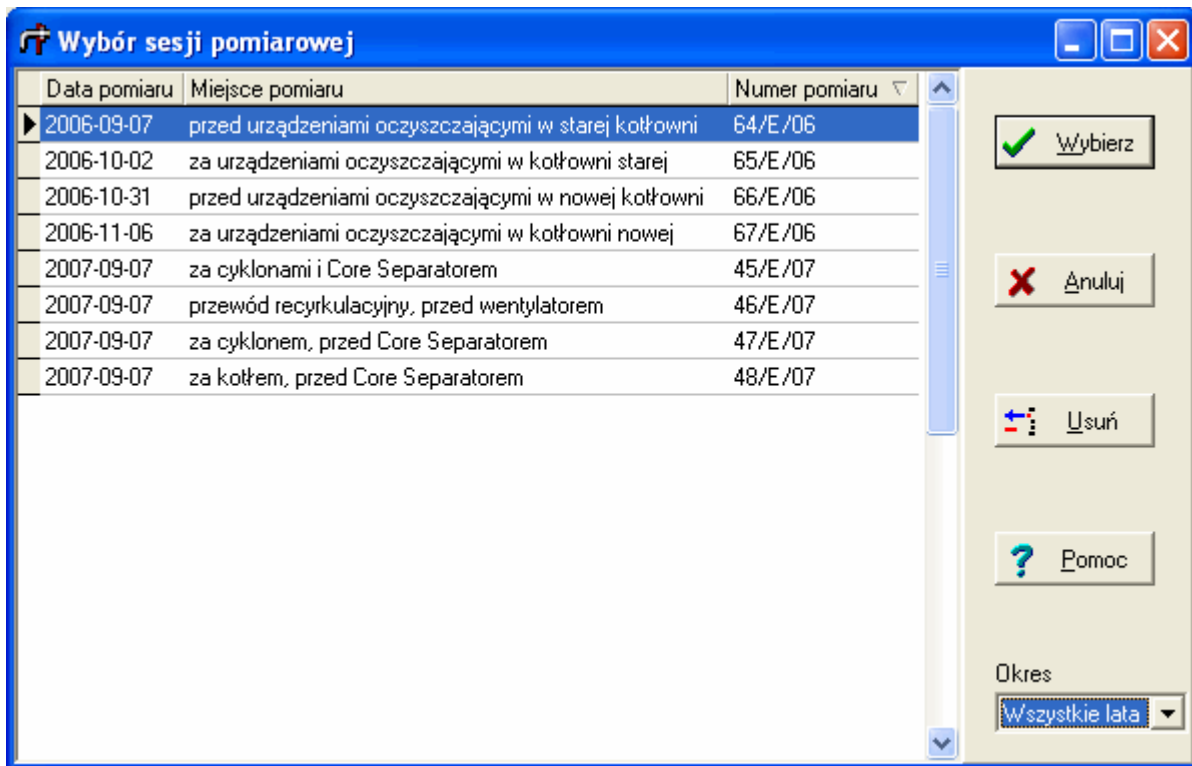 Wybór sesji pomiarowej
Data pomiaru Miejsce pomiaru Numer pomiaru
2006-09-07 przed urządzeniami oczyszczającymi w starej kotłowni 64/E/06
2006-10-02 za urządzeniami oczyszczającymi w kotłowni starej 65/E/06
2006-10-31 przed urządzeniami oczyszczającymi w nowej kotłowni 66/E/06
2006-11-06 za urządzeniami oczyszczającymi w kotłowni nowej 67/E/06
2007-09-07 za cyklonami i Core Separatorem 45/E/07
2007-09-07 przewód recyrkulacyjny, przed wentylatorem 46/E/07
2007-09-07 za cyklonem, przed Core Separatorem 47/E/07
2007-09-07 za kotłem, przed Core Separatorem 48/E/07
Wybierz
Anuluj
Usuń
Pomoc
Okres
Wszystkie lata